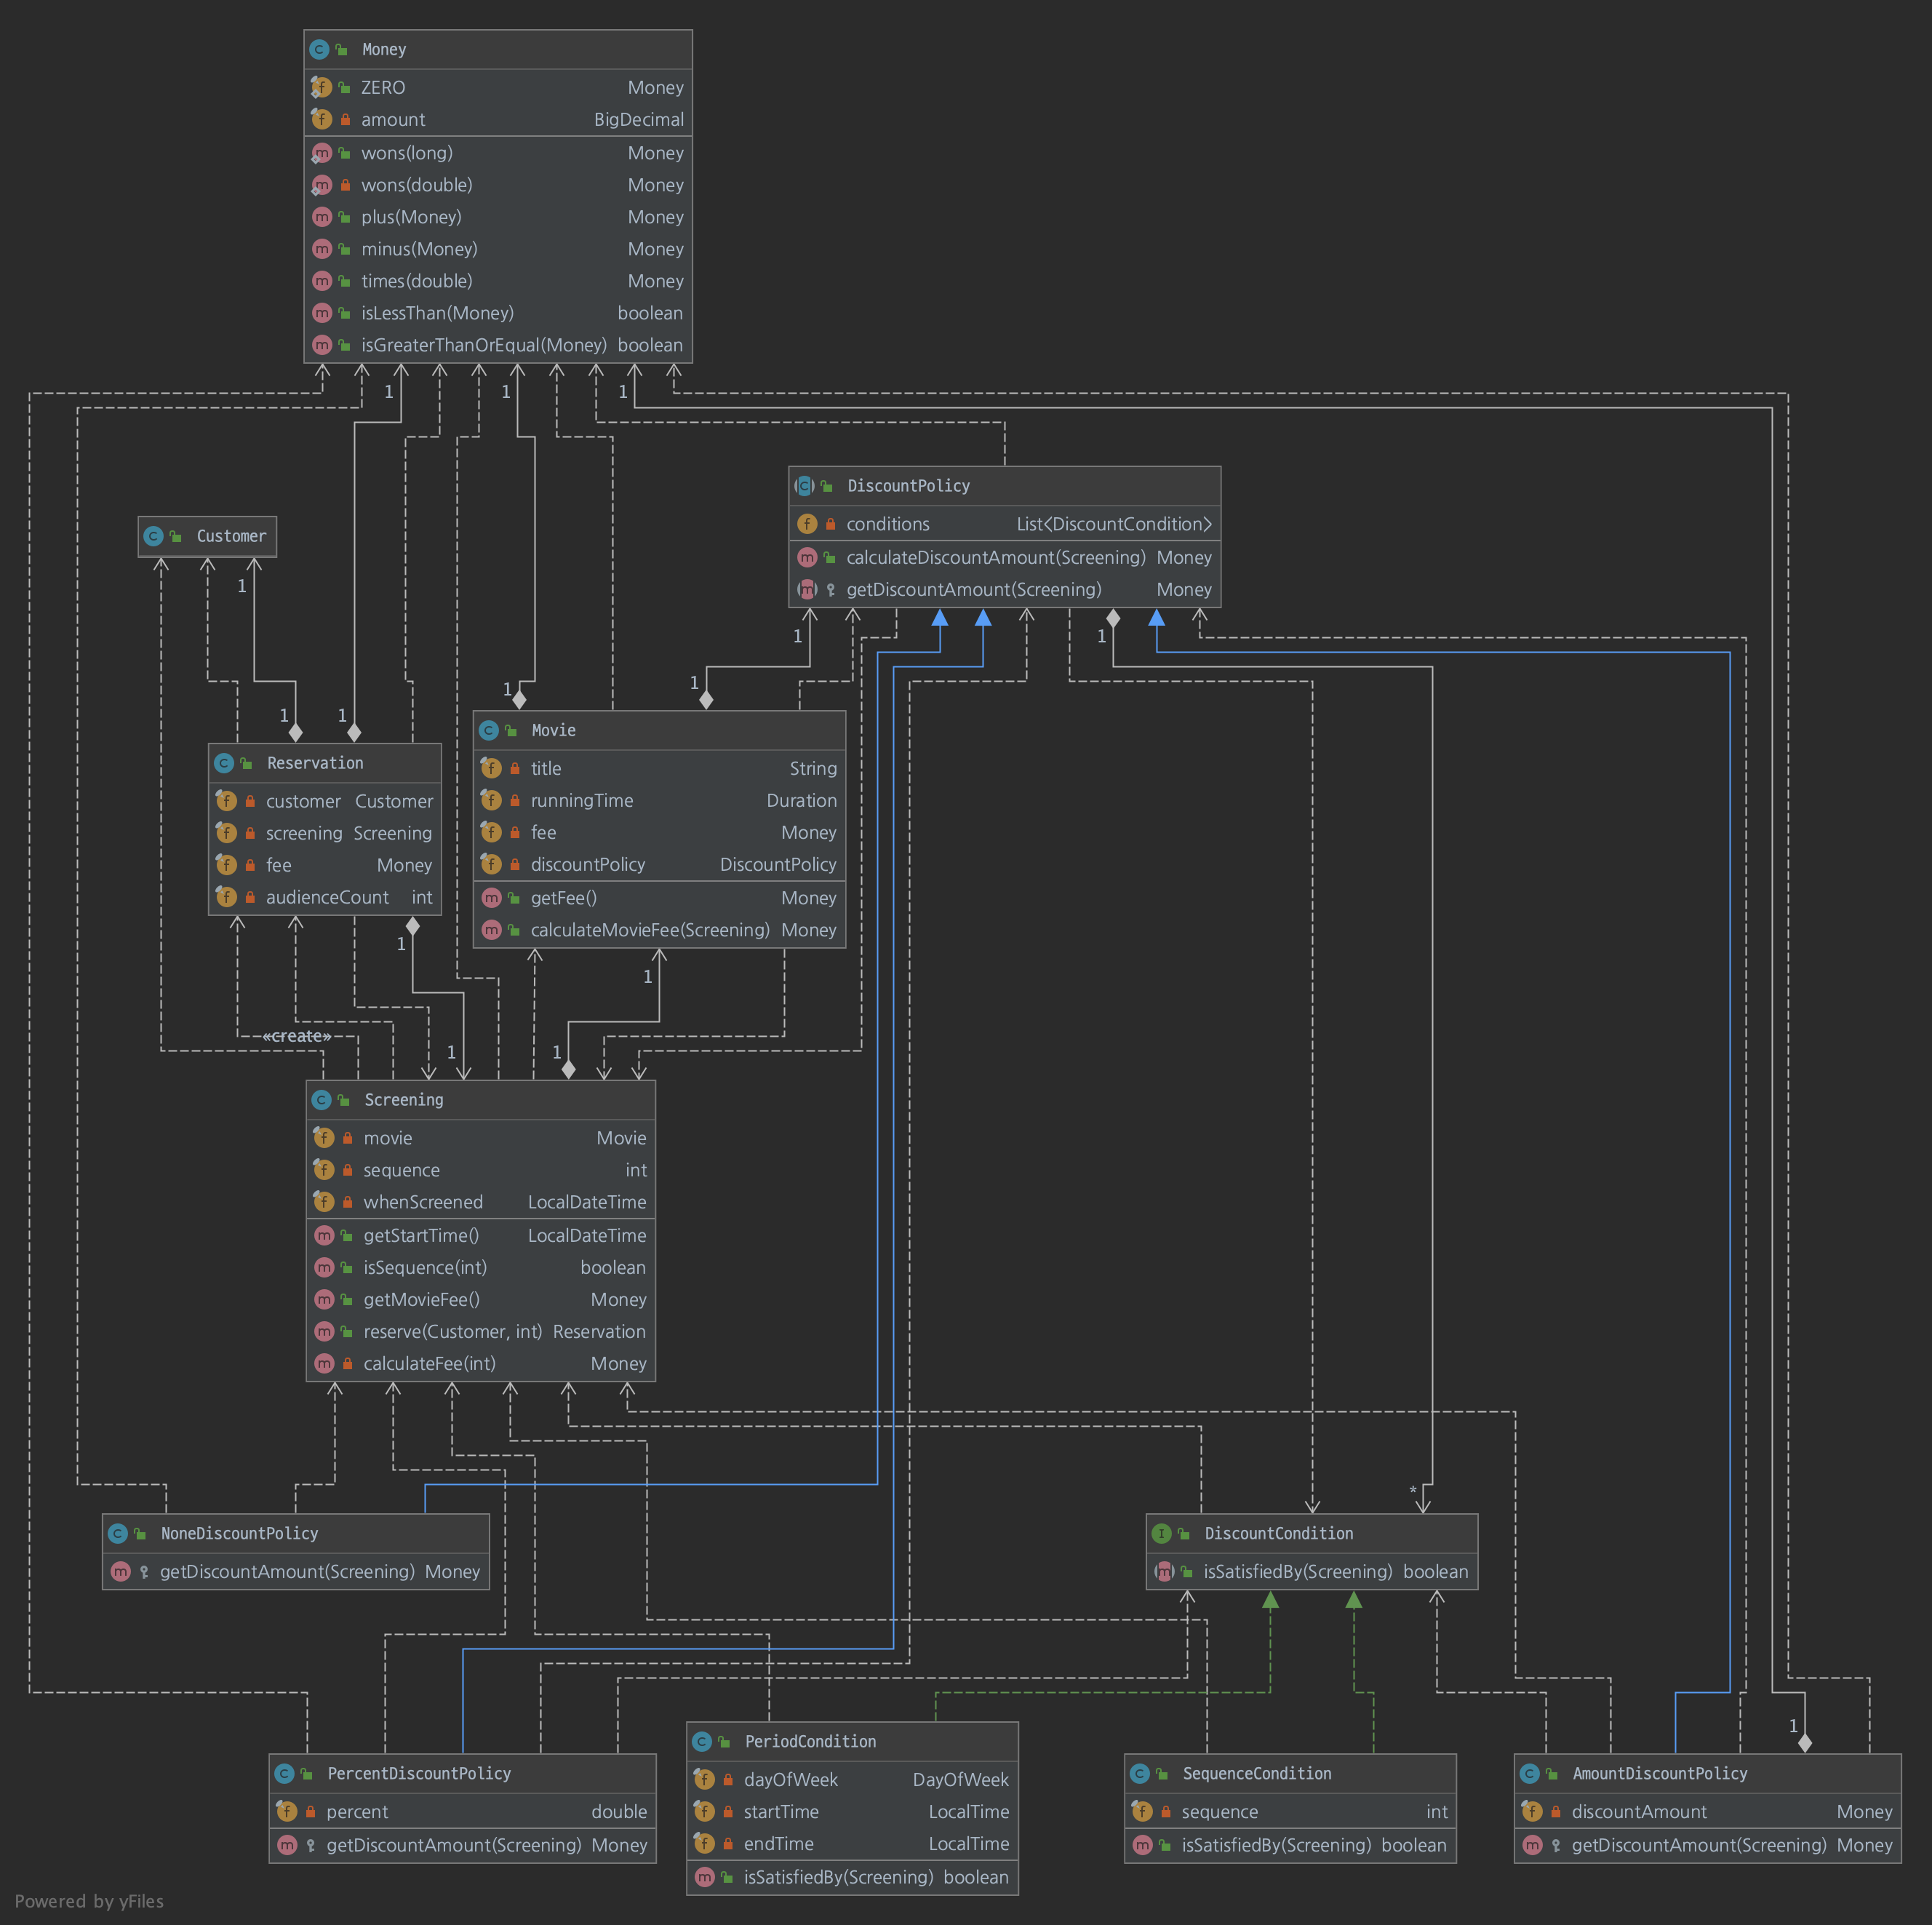 Money
ZERO Money
amount BigDecimal
wons(long) Money
wons(double) Money
plus(Money) Money
minus(Money) Money
times(double) Money
isLessThan(Money) boolean
isGreaterThanOrEqual(Money) boolean
1 1 1
DiscountPolicy
conditions List<DiscountCondition>
calculateDiscountAmount(Screening) Money
getDiscountAmount(Screening) Money
Customer
1
1 1
1 1 1 1
Reservation
customer Customer
screening Screening
fee Money
audienceCount int
1
Movie
title String
runningTime Duration
fee Money
discountPolicy DiscountPolicy
getFee() Money
calculateMovieFee(Screening) Money
1
«create»
1 1
Screening
movie Movie
sequence int
whenScreened LocalDateTime
getStartTime() LocalDateTime
isSequence(int) boolean
getMovieFee() Money
reserve(Customer, int) Reservation
calculateFee(int) Money
*
NoneDiscountPolicy
getDiscountAmount(Screening) Money
DiscountCondition
isSatisfiedBy(Screening) boolean
1
PercentDiscountPolicy
percent double
getDiscountAmount(Screening) Money
PeriodCondition
dayOfWeek DayOfWeek
startTime LocalTime
endTime LocalTime
isSatisfiedBy(Screening) boolean
SequenceCondition
sequence int
isSatisfiedBy(Screening) boolean
AmountDiscountPolicy
discountAmount Money
getDiscountAmount(Screening) Money
Powered by yFiles